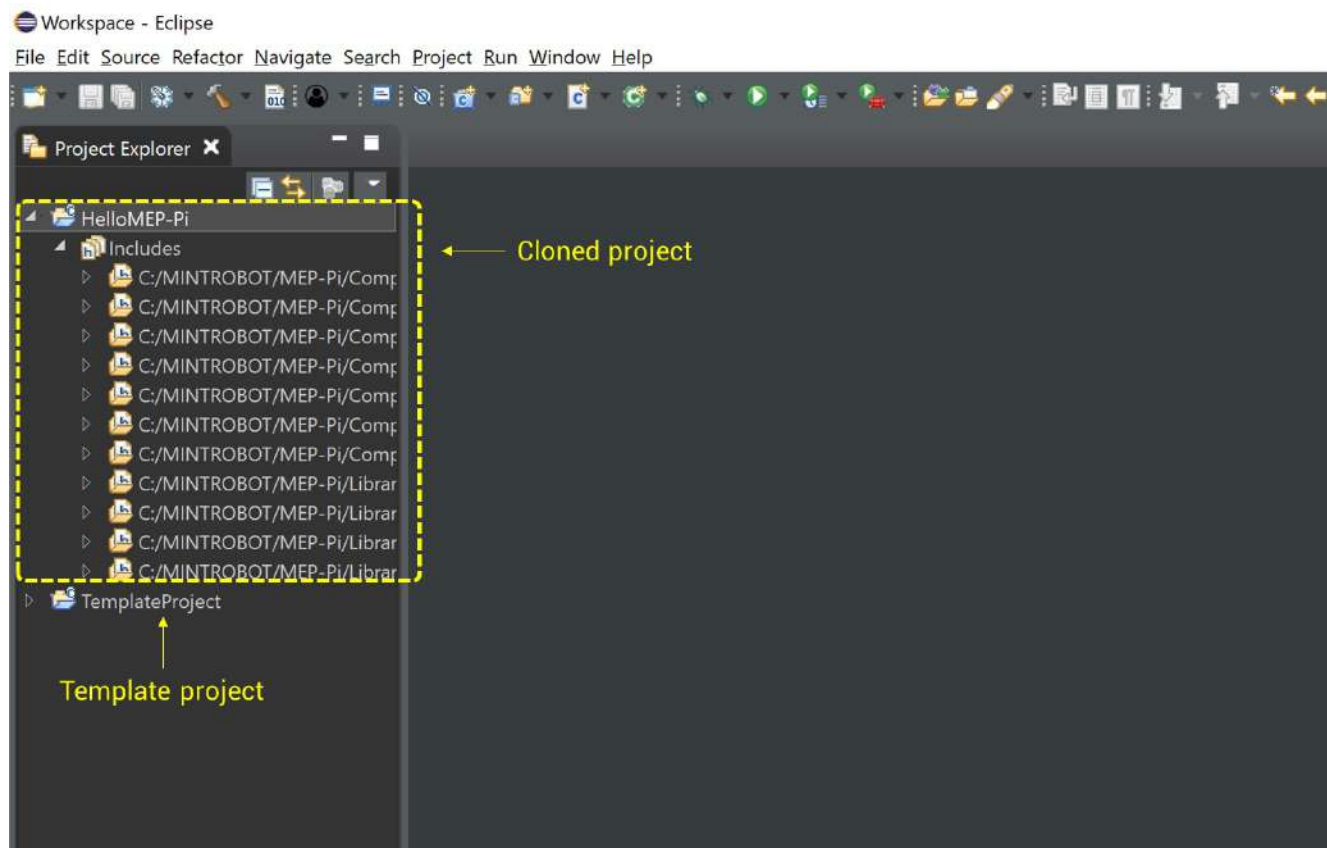 Workspace - Eclipse
File Edit Source Refactor Navigate Search Project Run Window Help
010
Project Explorer
HelloMEP-Pi
Cloned project
Includes
C:/MINTROBOT/MEP-Pi/Comp
C:/MINTROBOT/MEP-Pi/Comp
C:/MINTROBOT/MEP-Pi/Comp
C:/MINTROBOT/MEP-Pi/Comp
C:/MINTROBOT/MEP-Pi/Comp
C:/MINTROBOT/MEP-Pi/Comp
C:/MINTROBOT/MEP-Pi/Comp
C:/MINTROBOT/MEP-Pi/Librar
C:/MINTROBOT/MEP-Pi/Librar
C:/MINTROBOT/MEP-Pi/Librar
C:/MINTROBOT/MEP-Pi/Librar
TemplateProject
Template project